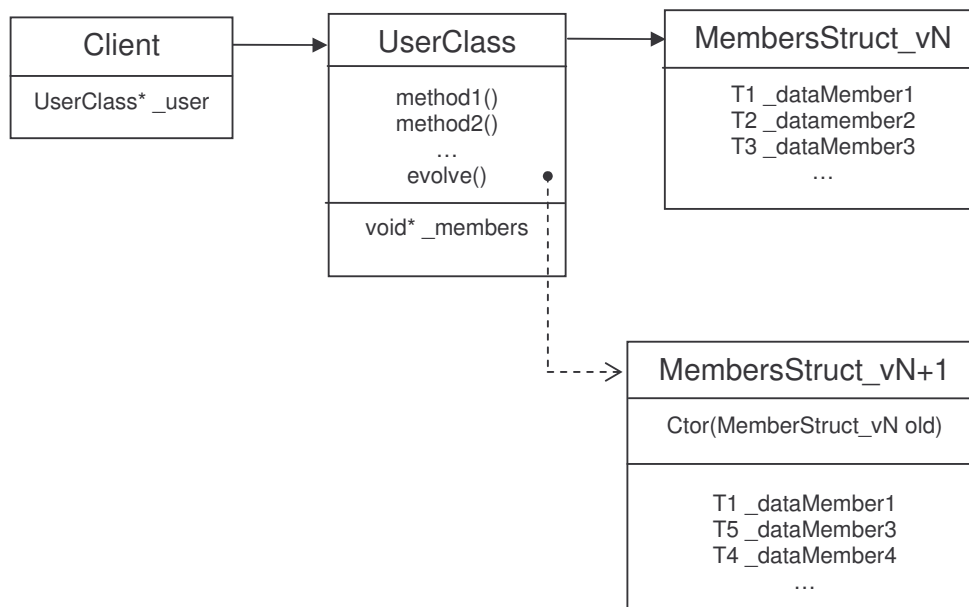 Client
UserClass* _user
UserClass
method1()
method2()
...
evolve()
void* _members
MembersStruct_vN
T1 _dataMember1
T2 _datamember2
T3 _dataMember3
...
MembersStruct_vN+1
Ctor(MemberStruct_vN old)
T1 _dataMember1
T5 _dataMember3
T4 _dataMember4
...